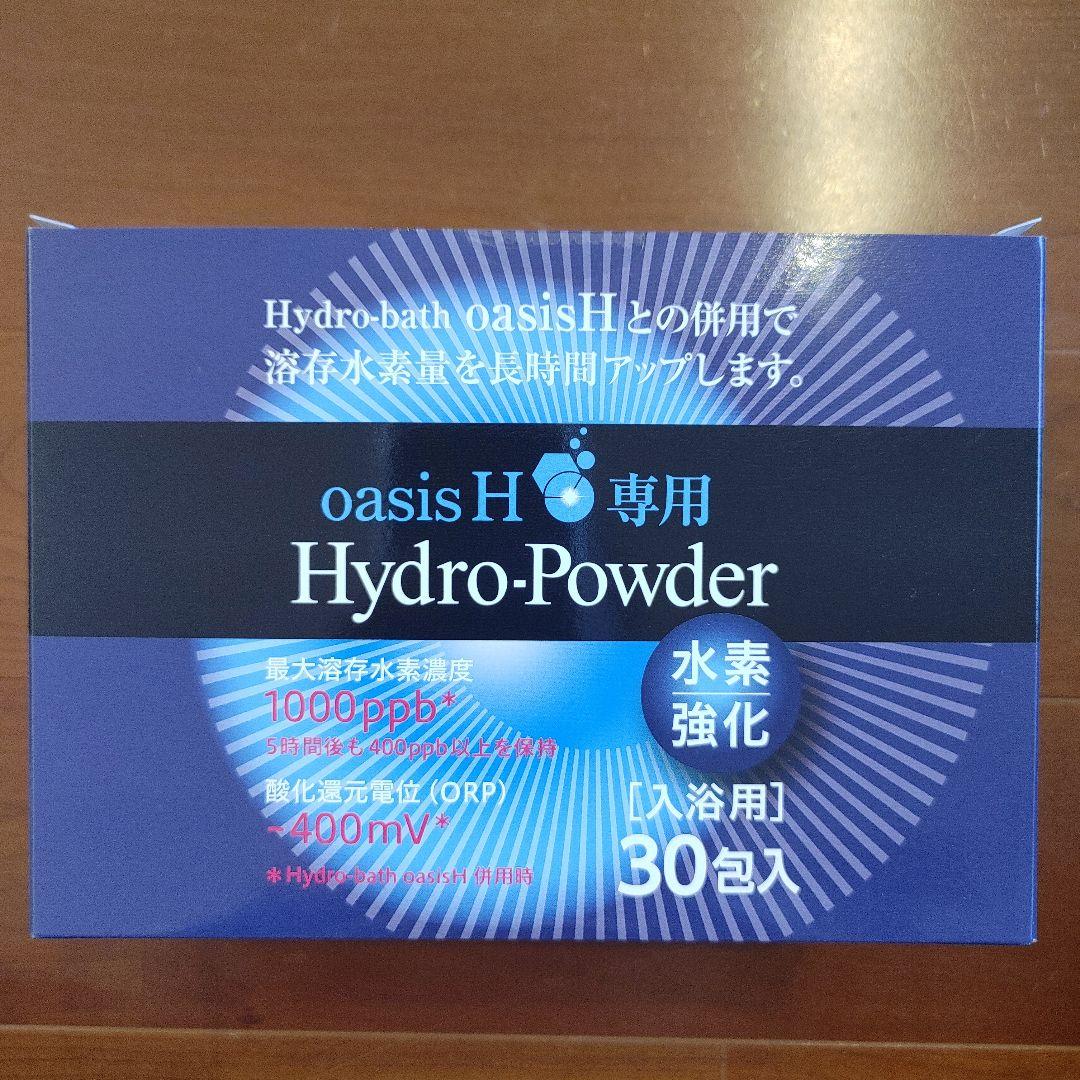 Hydro-bath oasisHとの併用で
溶存水素量を長時間アップします。
oasis H 専用
Hydro-Powder
水素
強化
最大溶存水素濃度
1000ppb*
5時間後も400ppb以上を保持
酸化還元電位(ORP)
-400mV*
*Hydro-bath oasisH 併用時
[入浴用]
30包入